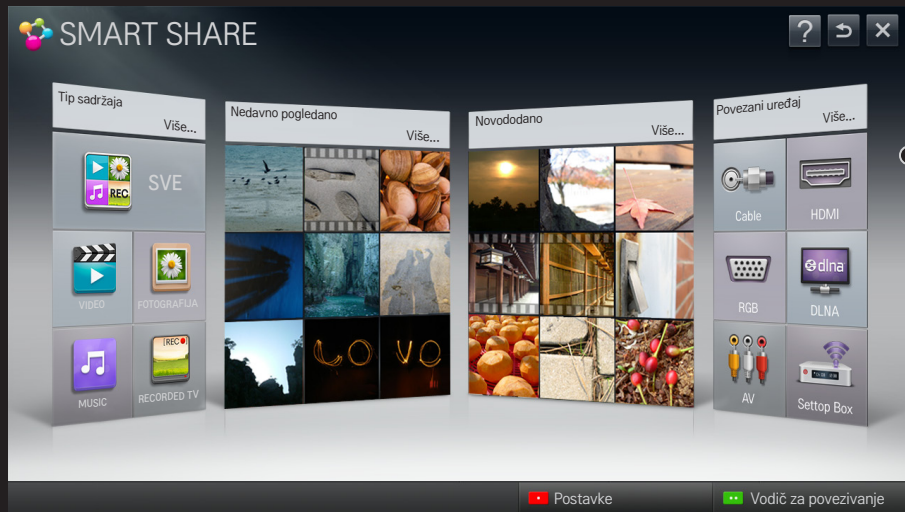 SMART SHARE
?
Tip sadržaja
Više...
SVE
REC
VIDEO
FOTOGRAFIJA
MUSIC
REC
RECORDED TV
Nedavno pogledano
Više...
LOVO
Novododano
Više...
Povezani uređaj
Više...
Cable
HDMI
RGB
dlna
DLNA
AV
Settop Box
Postavke
Vodič za povezivanje